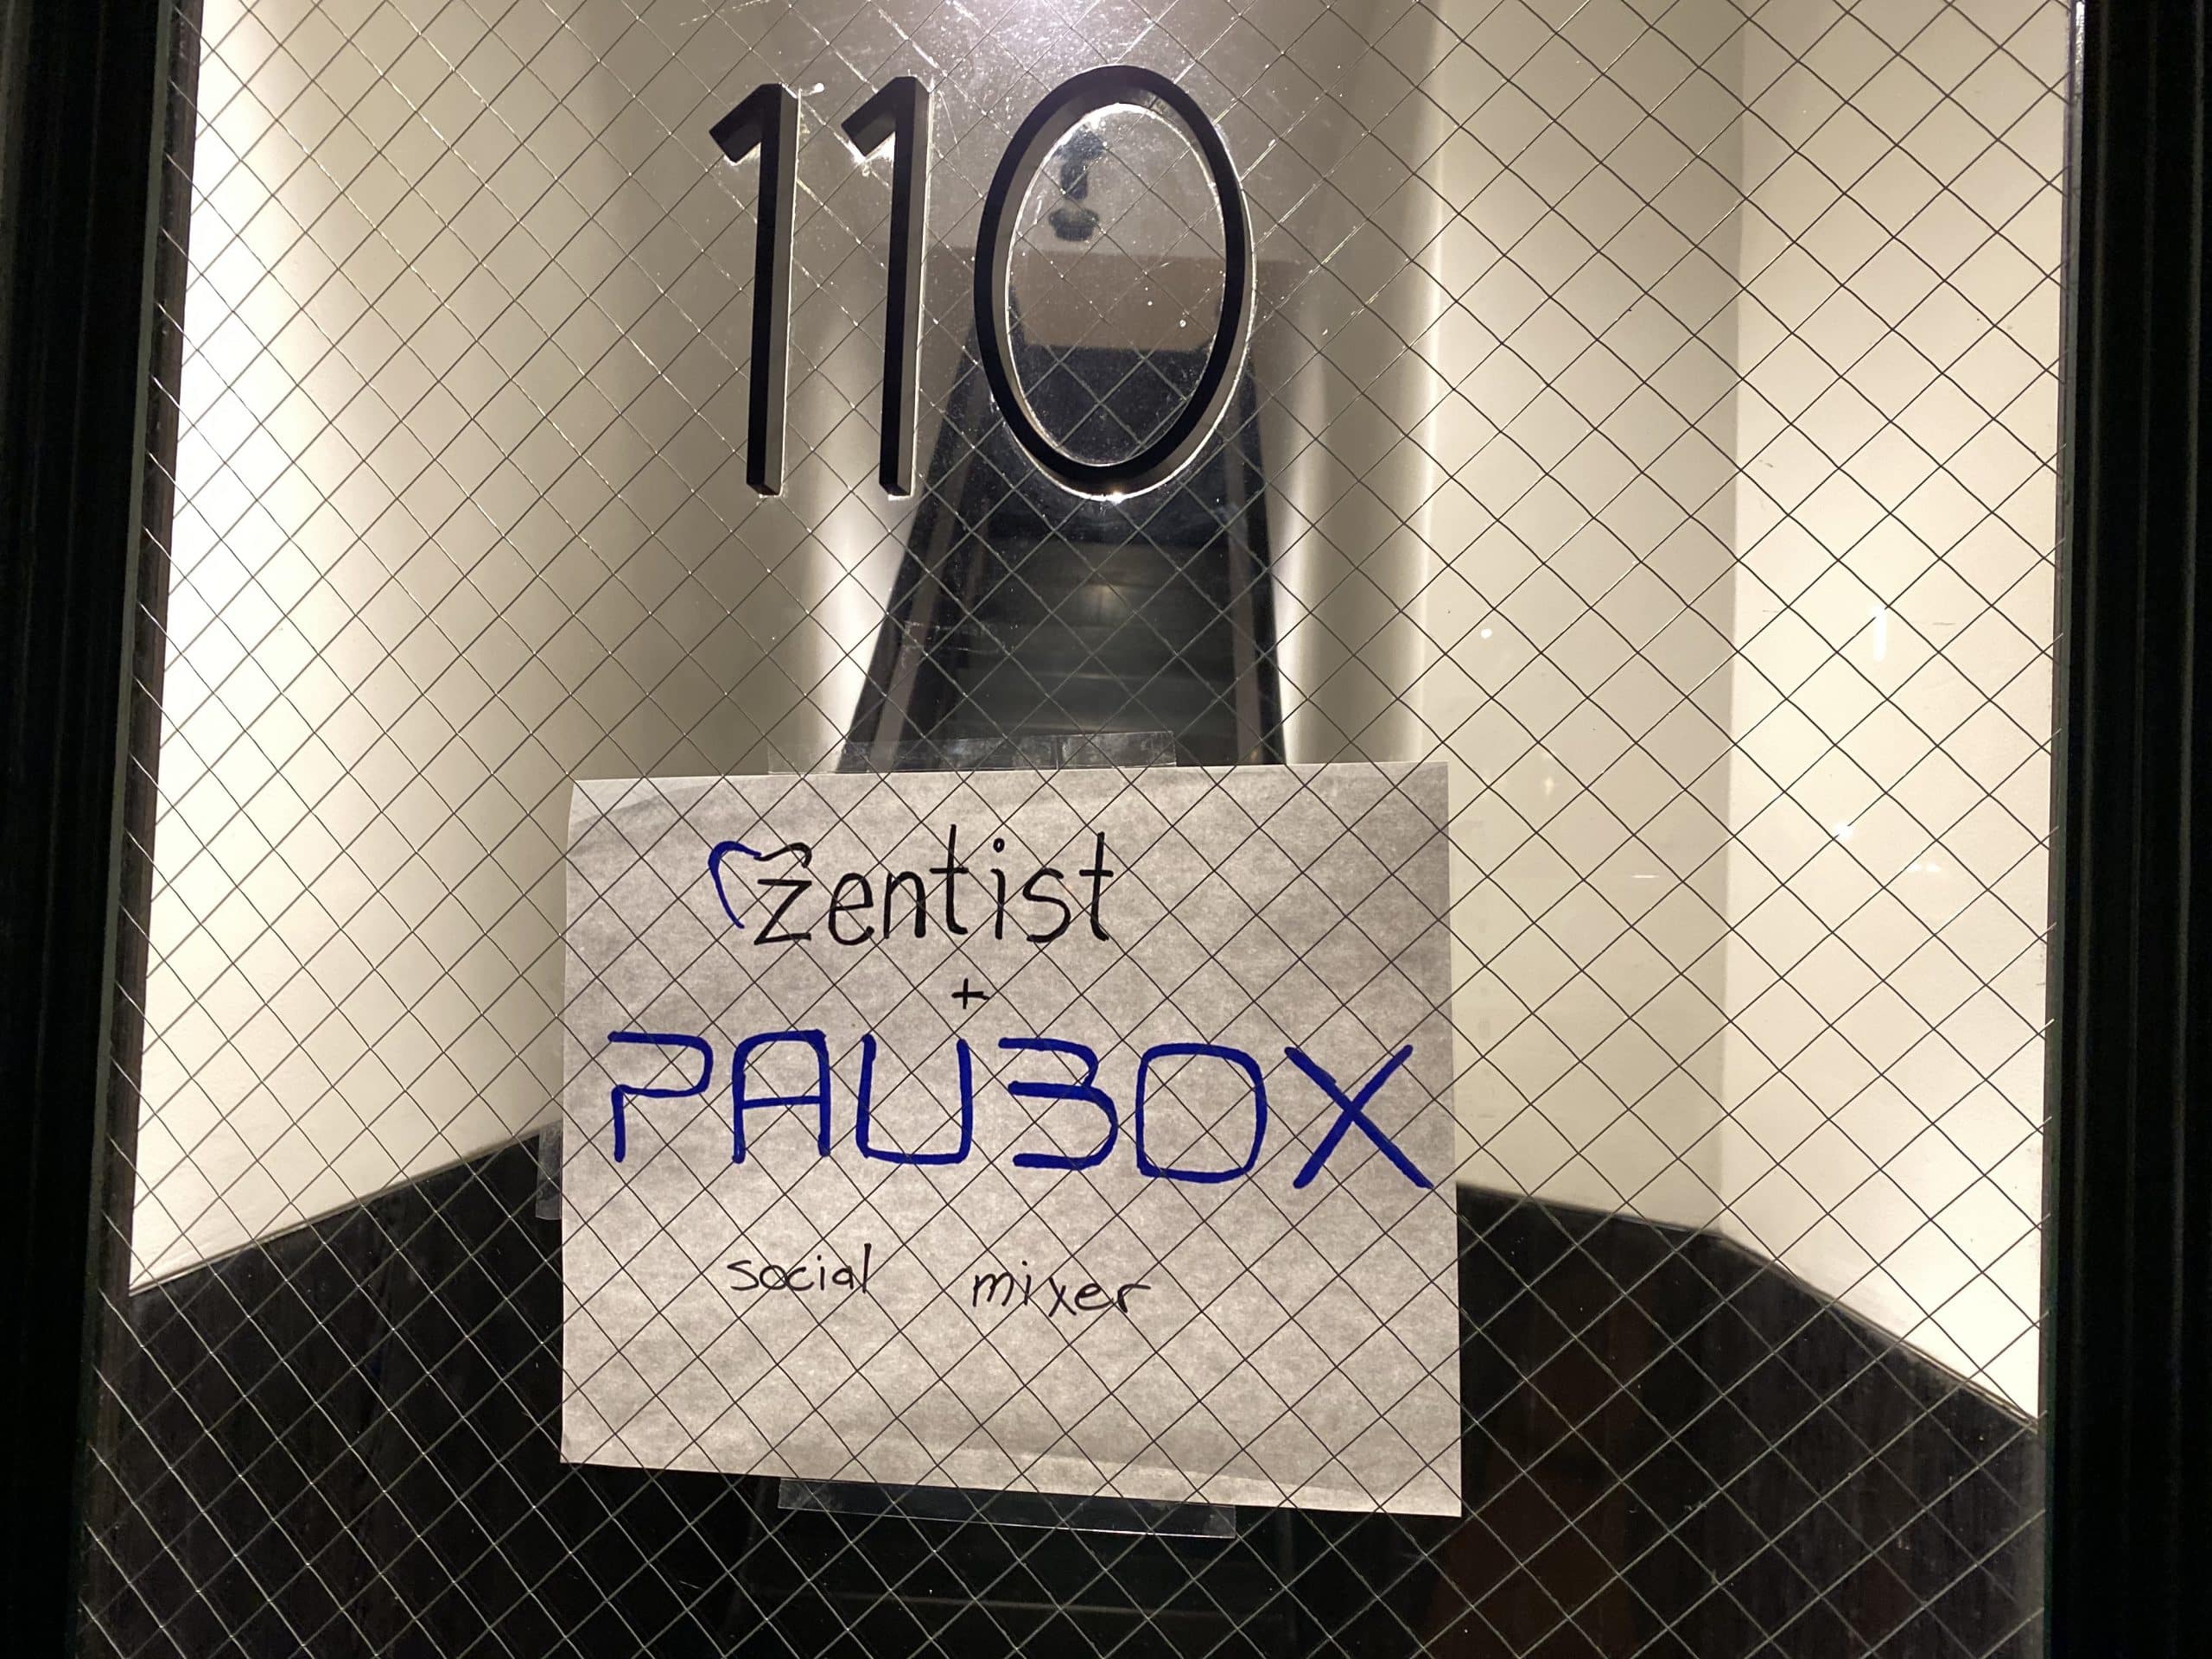 110
Zentist
+
PAUBOX
social mixer